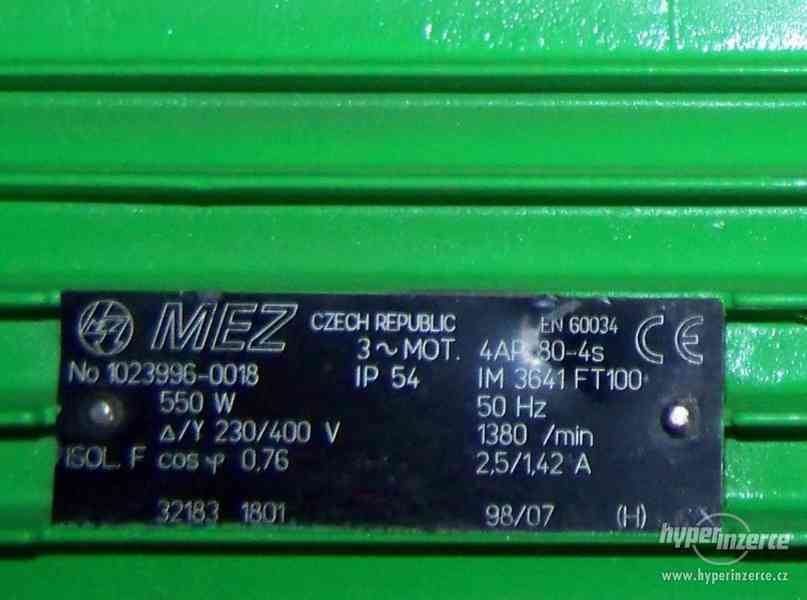 MEZ CZECH REPUBLIC EN 60034 CE
3~MOT. 4AP 80-4s
No 1023996-0018 IP 54 IM 3641 FT100
550 W 50 Hz
Δ/Y 230/400 V 1380 /min
ISOL. F cos φ 0,76 2,5/1,42 A
32183 1801 98/07 (H)
hyperinzerce
www.hyperinzerce.cz